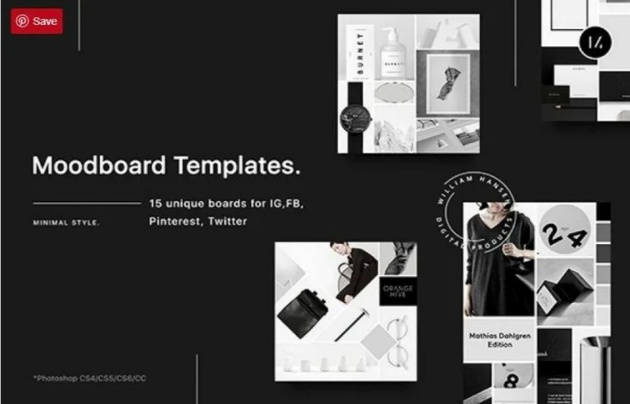 Save
BURNET
BURNET
14
Moodboard Templates.
15 unique boards for IG,FB,
MINIMAL STYLE.
Pinterest, Twitter
WILLIAM HANSEN
DIGITAL PRODUCTS
24
ORANGE
HIVE
Mathias Dahlgren
Edition
8
*Photoshop CS4/CS5/CS6/CC